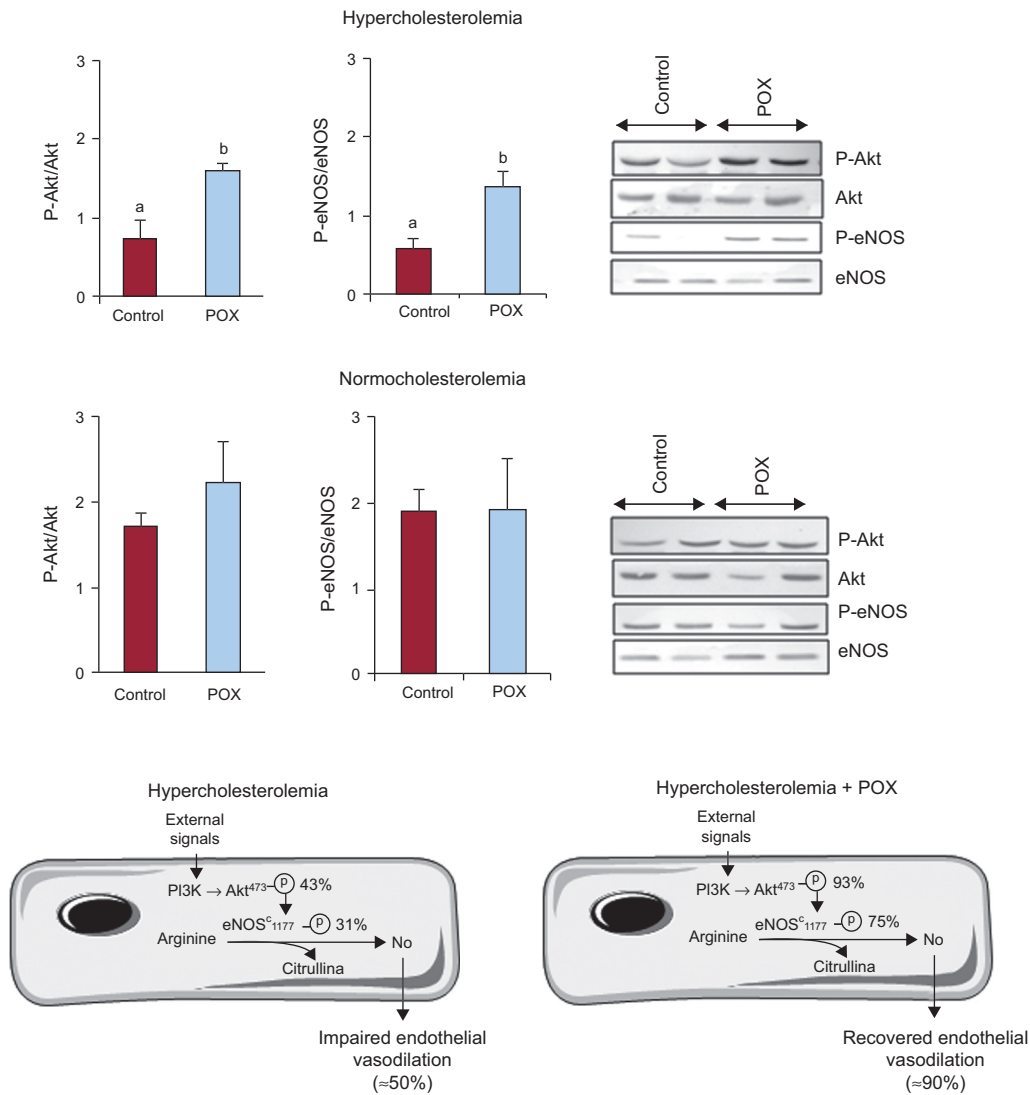 Hypercholesterolemia
P-Akt/Akt
3
2
1
0
a
b
Control
POX
P-eNOS/eNOS
3
2
1
0
a
b
Control
POX
Control
POX
P-Akt
Akt
P-eNOS
eNOS
Normocholesterolemia
P-Akt/Akt
3
2
1
0
Control
POX
P-eNOS/eNOS
3
2
1
0
Control
POX
Control
POX
P-Akt
Akt
P-eNOS
eNOS
Hypercholesterolemia
External
signals
PI3K → Akt⁴⁷³ P 43%
eNOSᶜ₁₁₇₇ P 31%
Arginine
No
Citrullina
Impaired endothelial
vasodilation
(≈50%)
Hypercholesterolemia + POX
External
signals
PI3K → Akt⁴⁷³ P 93%
eNOSᶜ₁₁₇₇ P 75%
Arginine
No
Citrullina
Recovered endothelial
vasodilation
(≈90%)